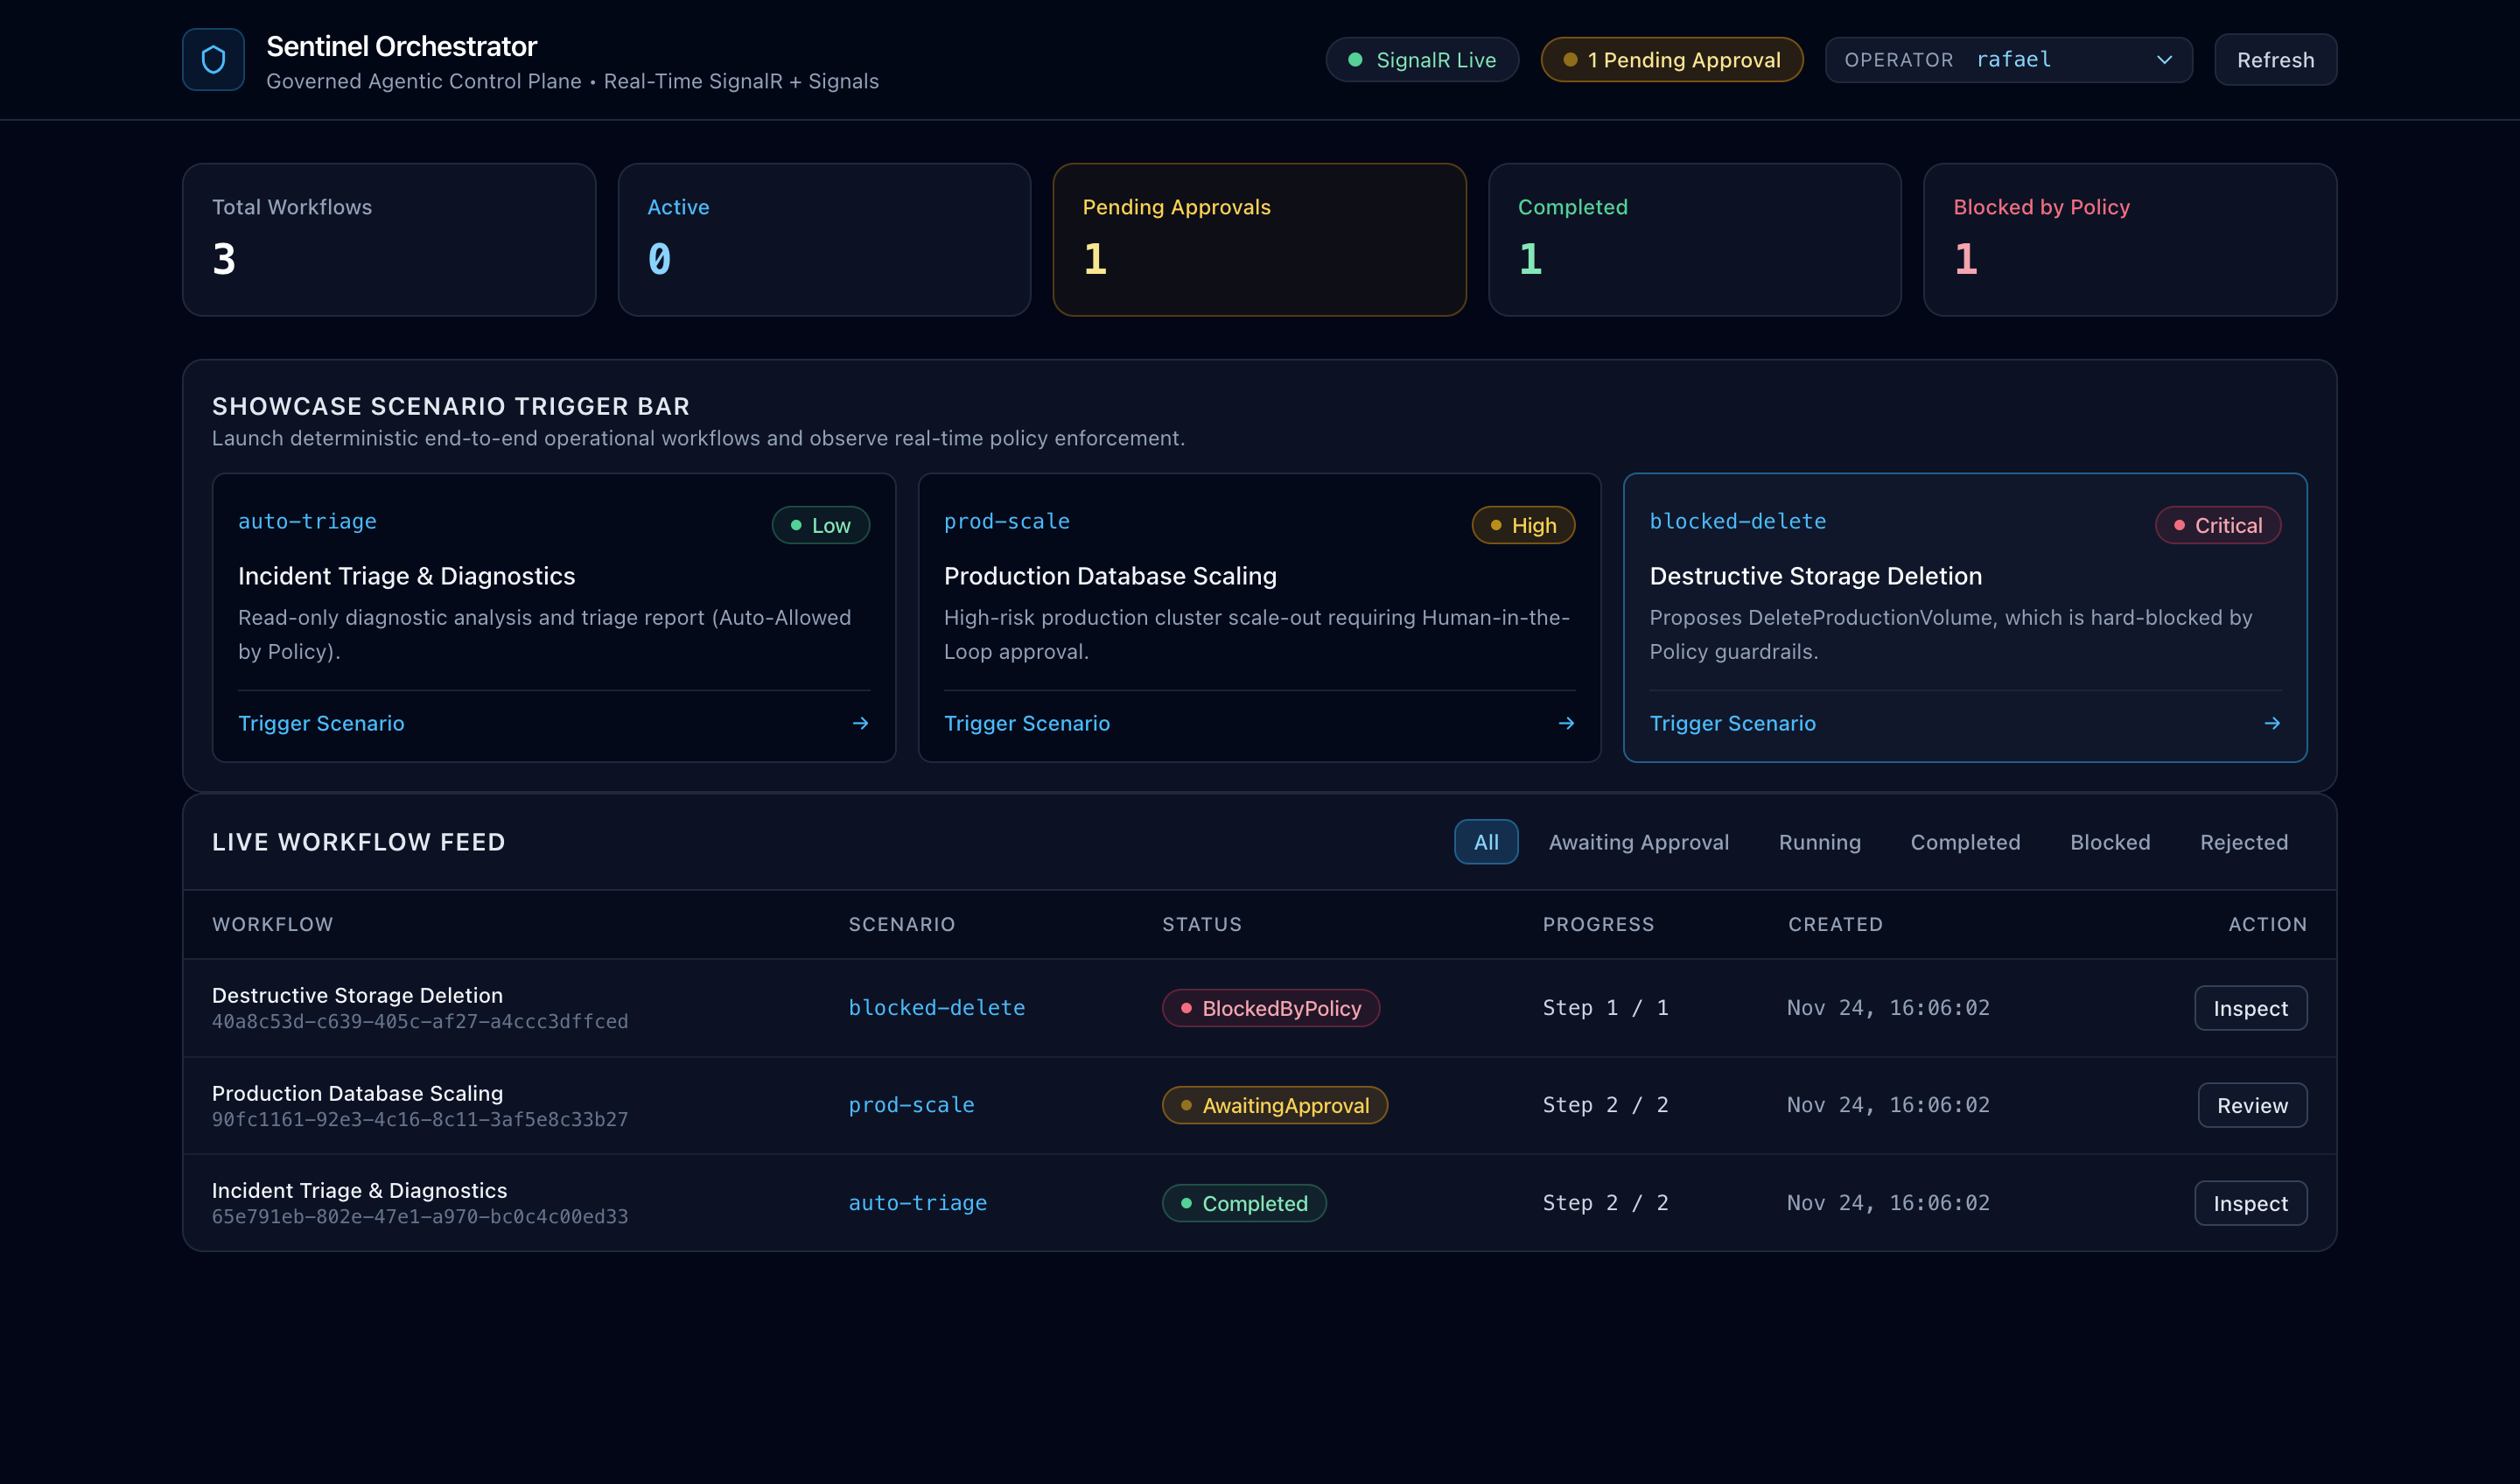 Sentinel Orchestrator
Governed Agentic Control Plane • Real-Time SignalR + Signals
SignalR Live
1 Pending Approval
OPERATOR rafael
Refresh
Total Workflows
3
Active
0
Pending Approvals
1
Completed
1
Blocked by Policy
1
SHOWCASE SCENARIO TRIGGER BAR
Launch deterministic end-to-end operational workflows and observe real-time policy enforcement.
auto-triage
Low
Incident Triage & Diagnostics
Read-only diagnostic analysis and triage report (Auto-Allowed
by Policy).
Trigger Scenario →
prod-scale
High
Production Database Scaling
High-risk production cluster scale-out requiring Human-in-the-
Loop approval.
Trigger Scenario →
blocked-delete
Critical
Destructive Storage Deletion
Proposes DeleteProductionVolume, which is hard-blocked by
Policy guardrails.
Trigger Scenario →
LIVE WORKFLOW FEED
All Awaiting Approval Running Completed Blocked Rejected
WORKFLOW SCENARIO STATUS PROGRESS CREATED ACTION
Destructive Storage Deletion
40a8c53d-c639-405c-af27-a4ccc3dffced
blocked-delete BlockedByPolicy Step 1 / 1 Nov 24, 16:06:02 Inspect
Production Database Scaling
90fc1161-92e3-4c16-8c11-3af5e8c33b27
prod-scale AwaitingApproval Step 2 / 2 Nov 24, 16:06:02 Review
Incident Triage & Diagnostics
65e791eb-802e-47e1-a970-bc0c4c00ed33
auto-triage Completed Step 2 / 2 Nov 24, 16:06:02 Inspect